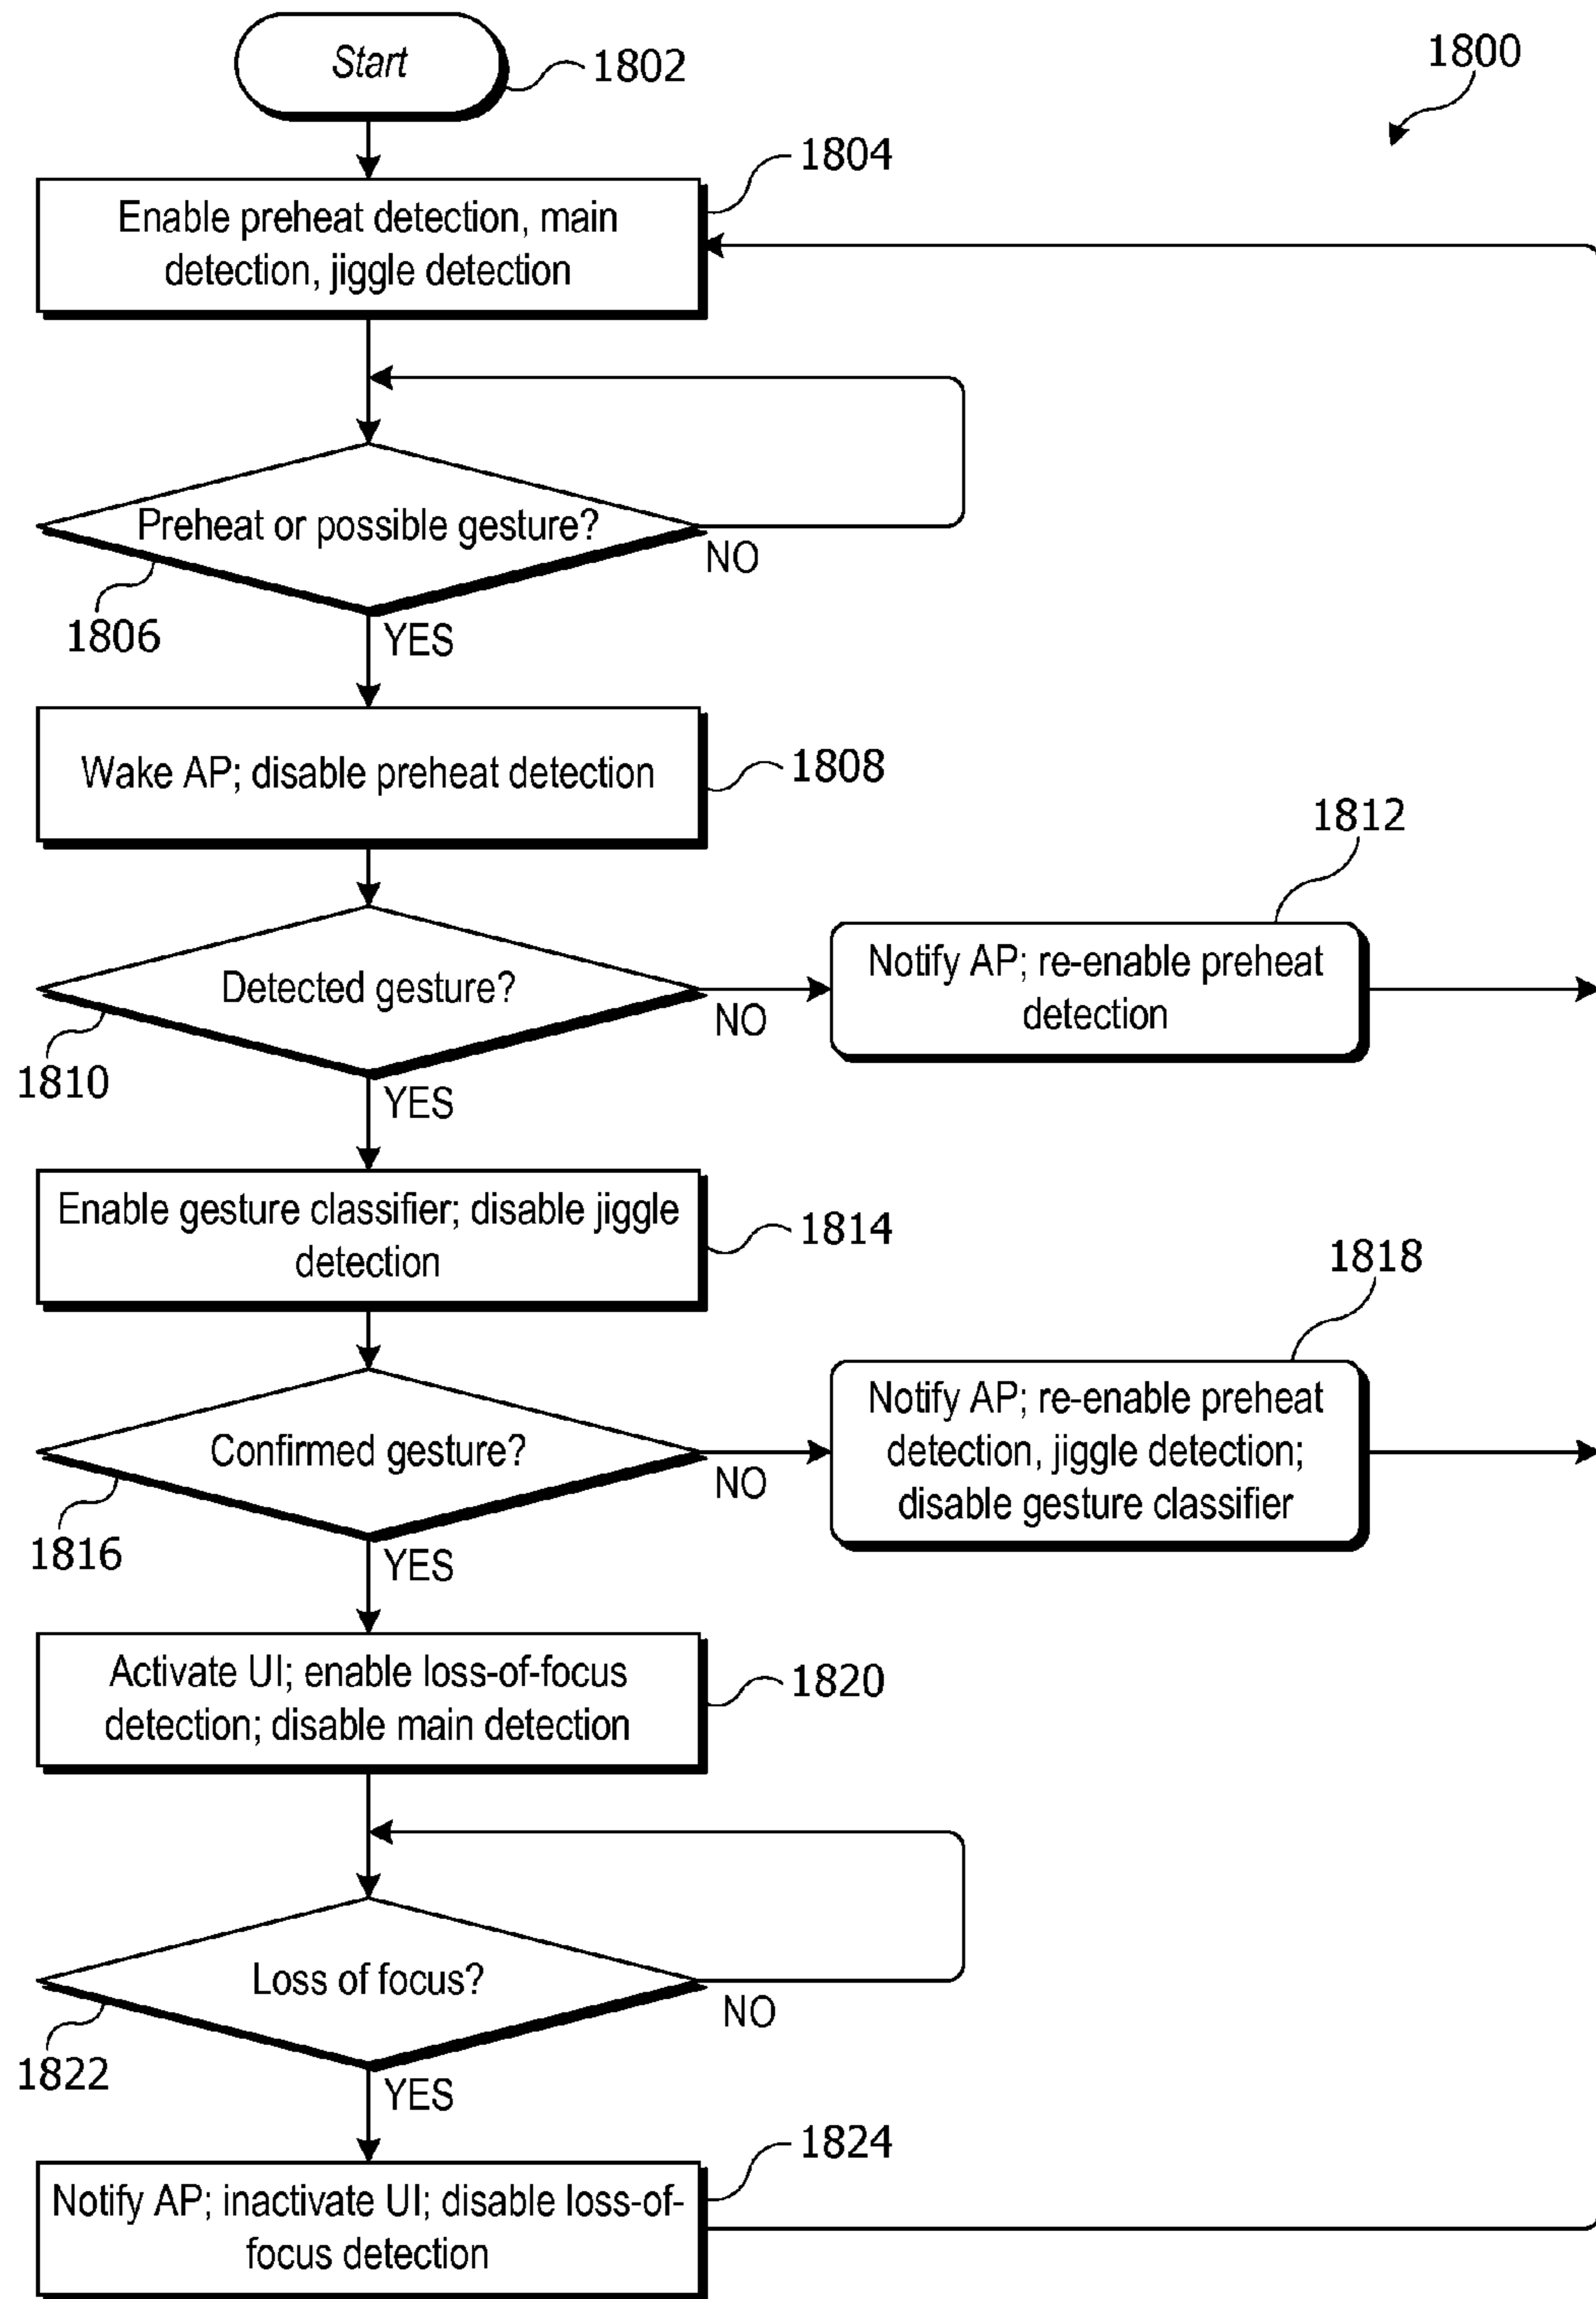 Start
1802
1800
1804
Enable preheat detection, main
detection, jiggle detection
Preheat or possible gesture?
NO
1806
YES
Wake AP; disable preheat detection
1808
1812
Detected gesture?
NO
Notify AP; re-enable preheat
detection
1810
YES
Enable gesture classifier; disable jiggle
detection
1814
1818
Confirmed gesture?
NO
Notify AP; re-enable preheat
detection, jiggle detection;
disable gesture classifier
1816
YES
Activate UI; enable loss-of-focus
detection; disable main detection
1820
Loss of focus?
NO
1822
YES
1824
Notify AP; inactivate UI; disable loss-of-
focus detection